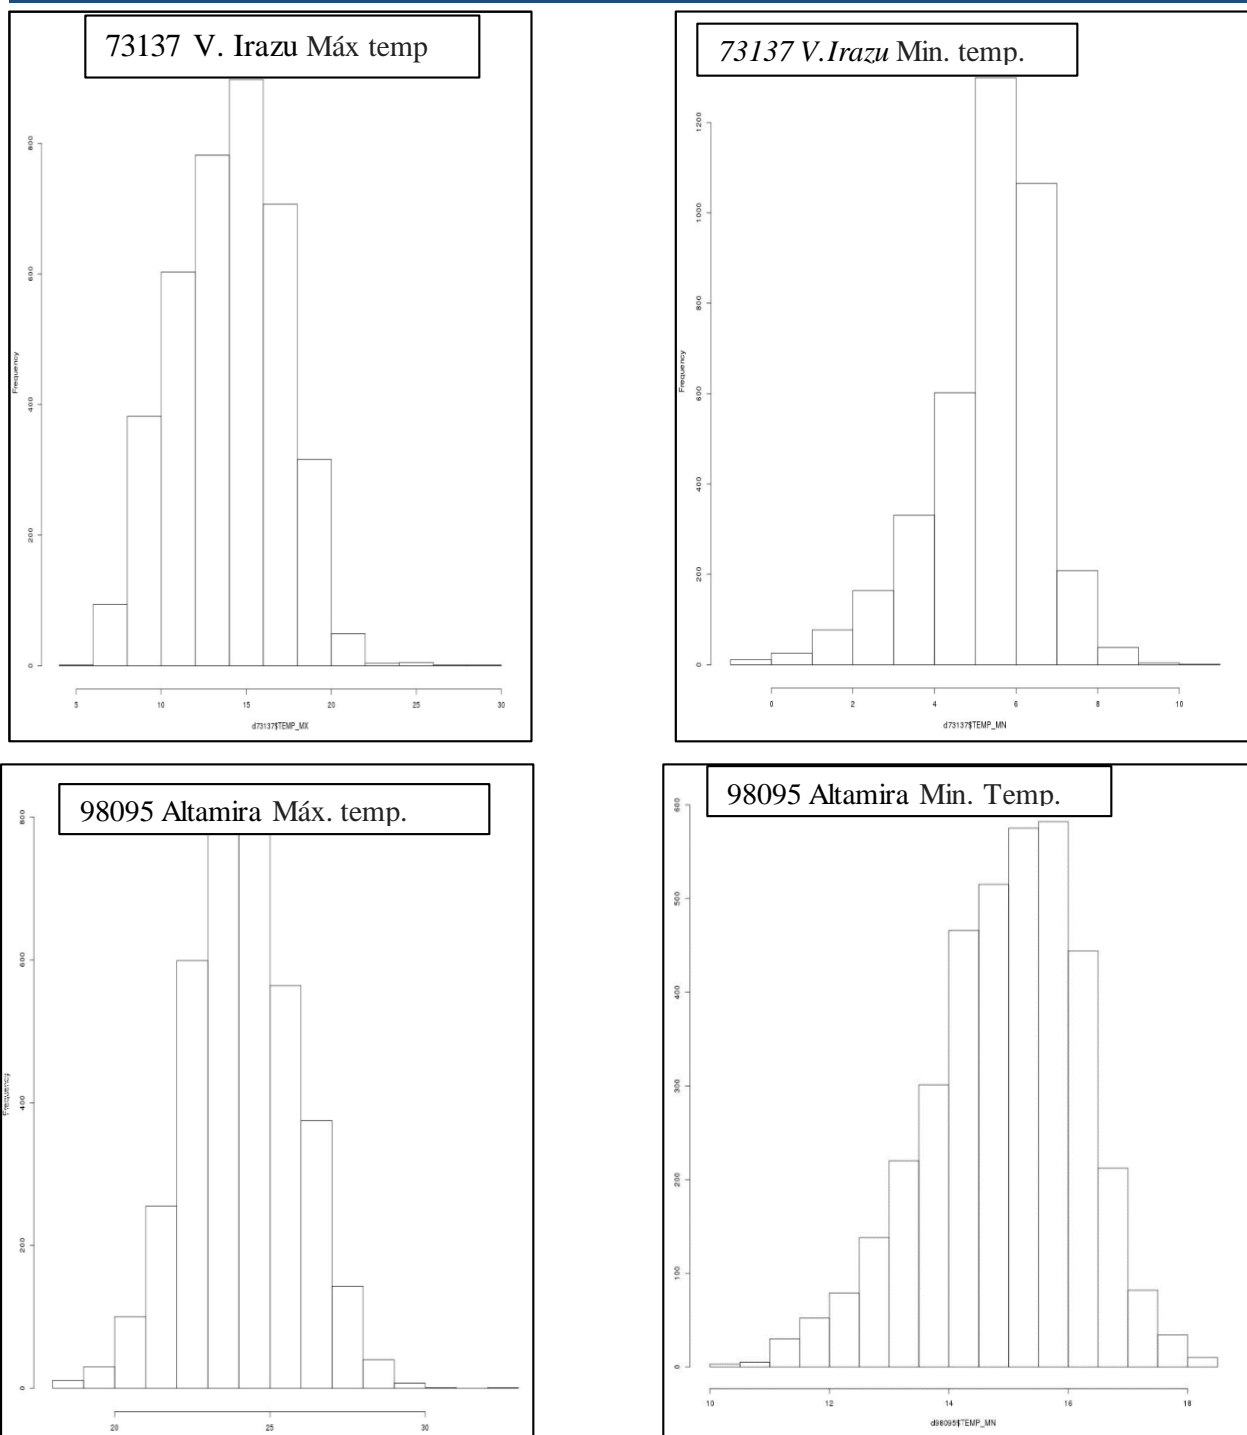 73137 V. Irazu Máx temp
800
600
Frequency
400
200
0
5 10 15 20 25 30
d73137$TEMP_MX
73137 V.Irazu Min. temp.
1200
1000
800
Frequency
600
400
200
0
0 2 4 6 8 10
d73137$TEMP_MN
98095 Altamira Máx. temp.
800
600
Frequency
400
200
0
20 25 30
98095 Altamira Min. Temp.
600
500
400
300
200
100
0
10 12 14 16 18
d98095$TEMP_MN